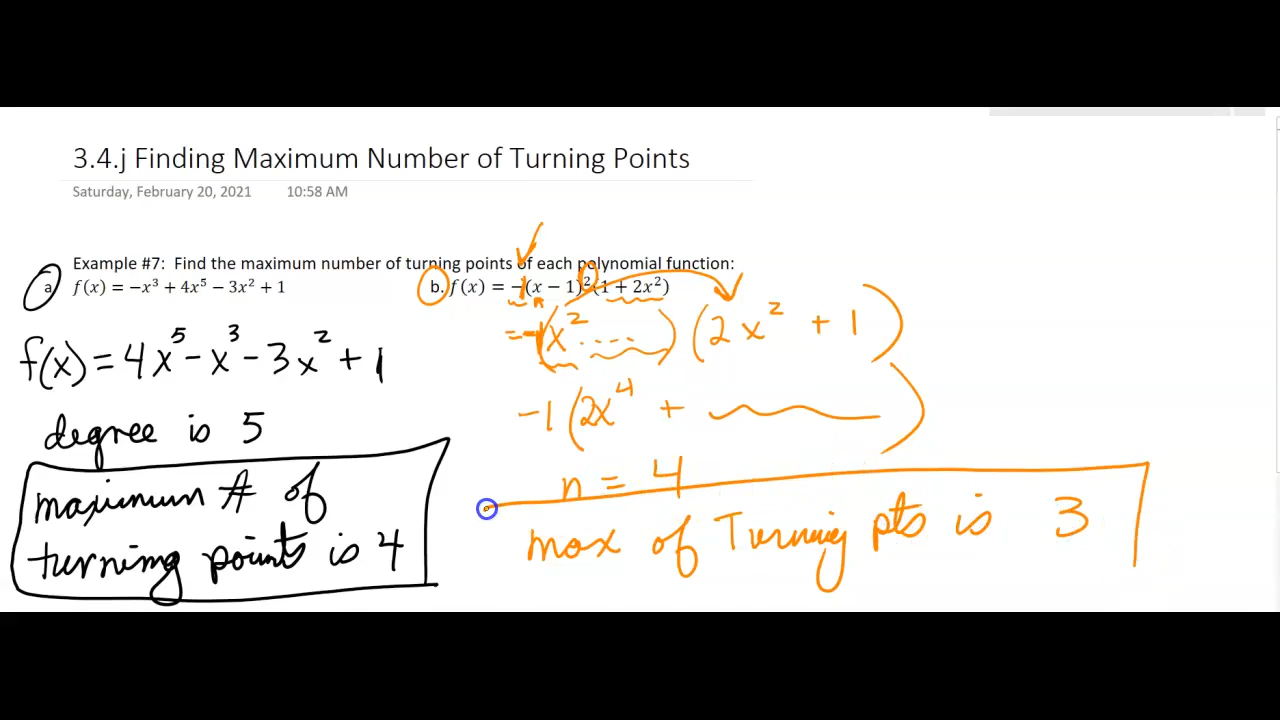 3.4.j Finding Maximum Number of Turning Points
Saturday, February 20, 2021 10:58 AM
Example #7: Find the maximum number of turning points of each polynomial function:
a. f(x) = −x³ + 4x⁵ − 3x² + 1
b. f(x) = −1(x − 1)²(1 + 2x²)
f(x) = 4x⁵ − x³ − 3x² + 1
degree is 5
maximum # of
turning points is 4
= −1(x² ....) (2x² + 1)
−1(2x⁴ + )
n = 4
max of Turning pts is 3